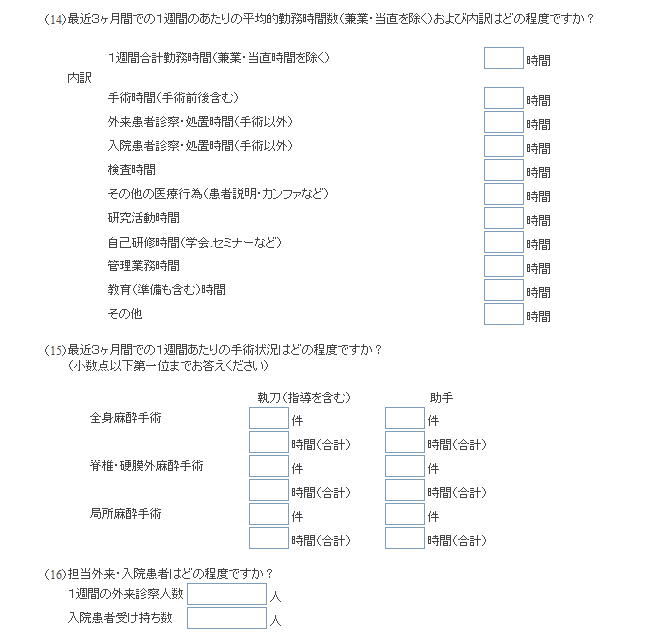 (14)最近3ヶ月間での1週間のあたりの平均的勤務時間数(兼業・当直を除く)および内訳はどの程度ですか?
1週間合計勤務時間(兼業・当直時間を除く) 時間
内訳
手術時間(手術前後含む) 時間
外来患者診察・処置時間(手術以外) 時間
入院患者診察・処置時間(手術以外) 時間
検査時間 時間
その他の医療行為(患者説明・カンファなど) 時間
研究活動時間 時間
自己研修時間(学会.セミナーなど) 時間
管理業務時間 時間
教育(準備も含む)時間 時間
その他 時間
(15)最近3ヶ月間での1週間あたりの手術状況はどの程度ですか?
(小数点以下第一位までお答えください)
執刀(指導を含む) 助手
全身麻酔手術 件 件
時間(合計) 時間(合計)
脊椎・硬膜外麻酔手術 件 件
時間(合計) 時間(合計)
局所麻酔手術 件 件
時間(合計) 時間(合計)
(16)担当外来・入院患者はどの程度ですか?
1週間の外来診察人数 人
入院患者受け持ち数 人